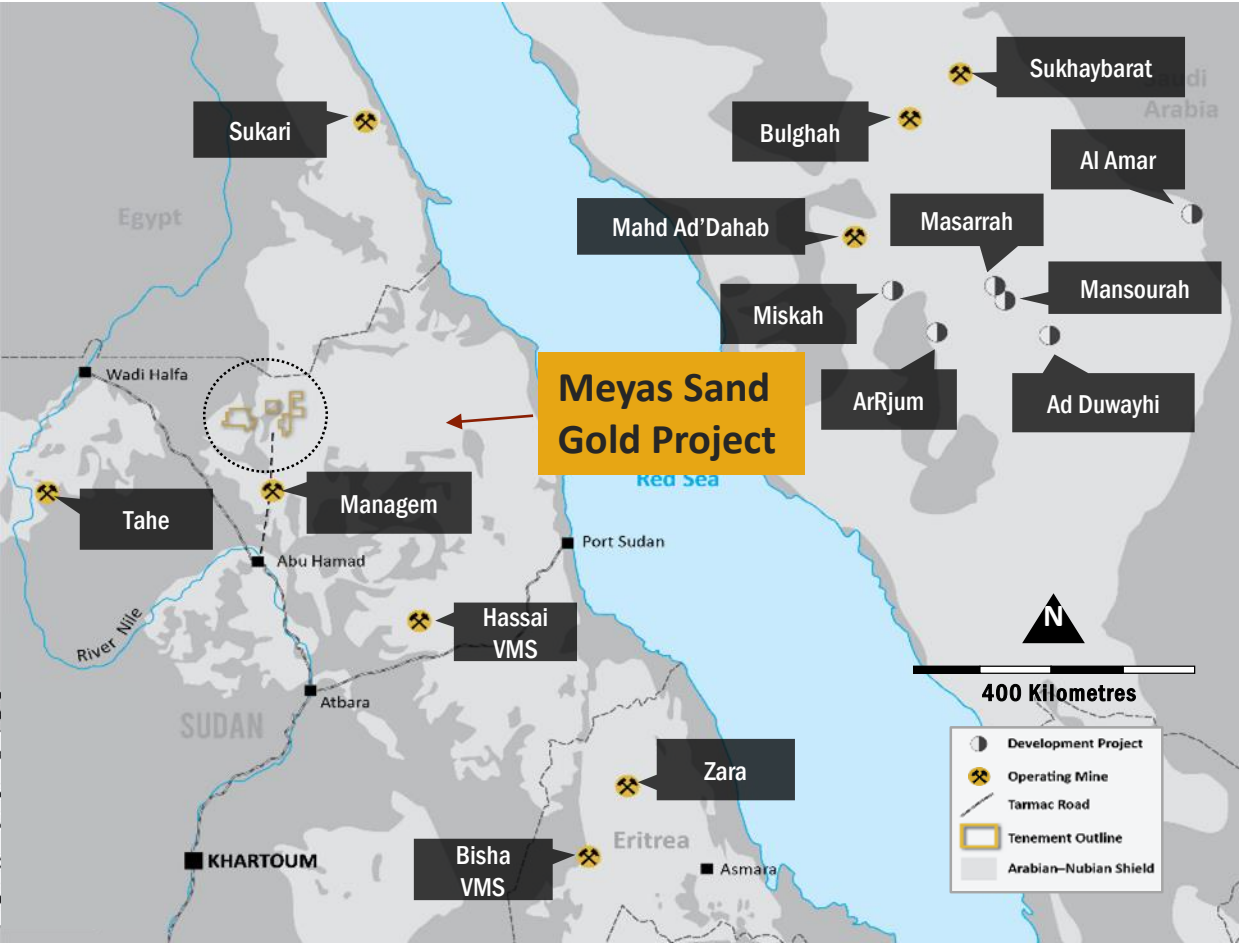 Sukhaybarat
Saudi
Arabia
Sukari
Bulghah
Al Amar
Egypt
Mahd Ad'Dahab
Masarrah
Mansourah
Miskah
Wadi Halfa
Meyas Sand
Gold Project
ArRjum
Ad Duwayhi
Red Sea
Managem
Tahe
Port Sudan
Abu Hamad
River Nile
Hassai
VMS
N
400 Kilometres
Atbara
SUDAN
Development Project
Operating Mine
Tarmac Road
Tenement Outline
Arabian–Nubian Shield
Zara
Eritrea
Bisha
VMS
KHARTOUM
Asmara